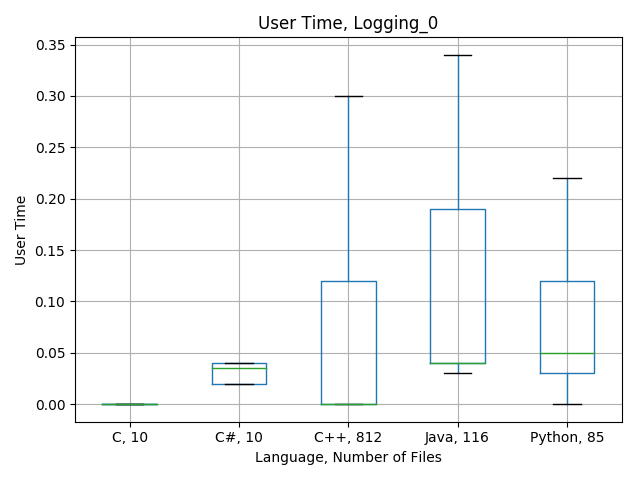 User Time, Logging_0
0.35
0.30
0.25
0.20
0.15
0.10
0.05
0.00
User Time
C, 10
C#, 10
C++, 812
Java, 116
Python, 85
Language, Number of Files